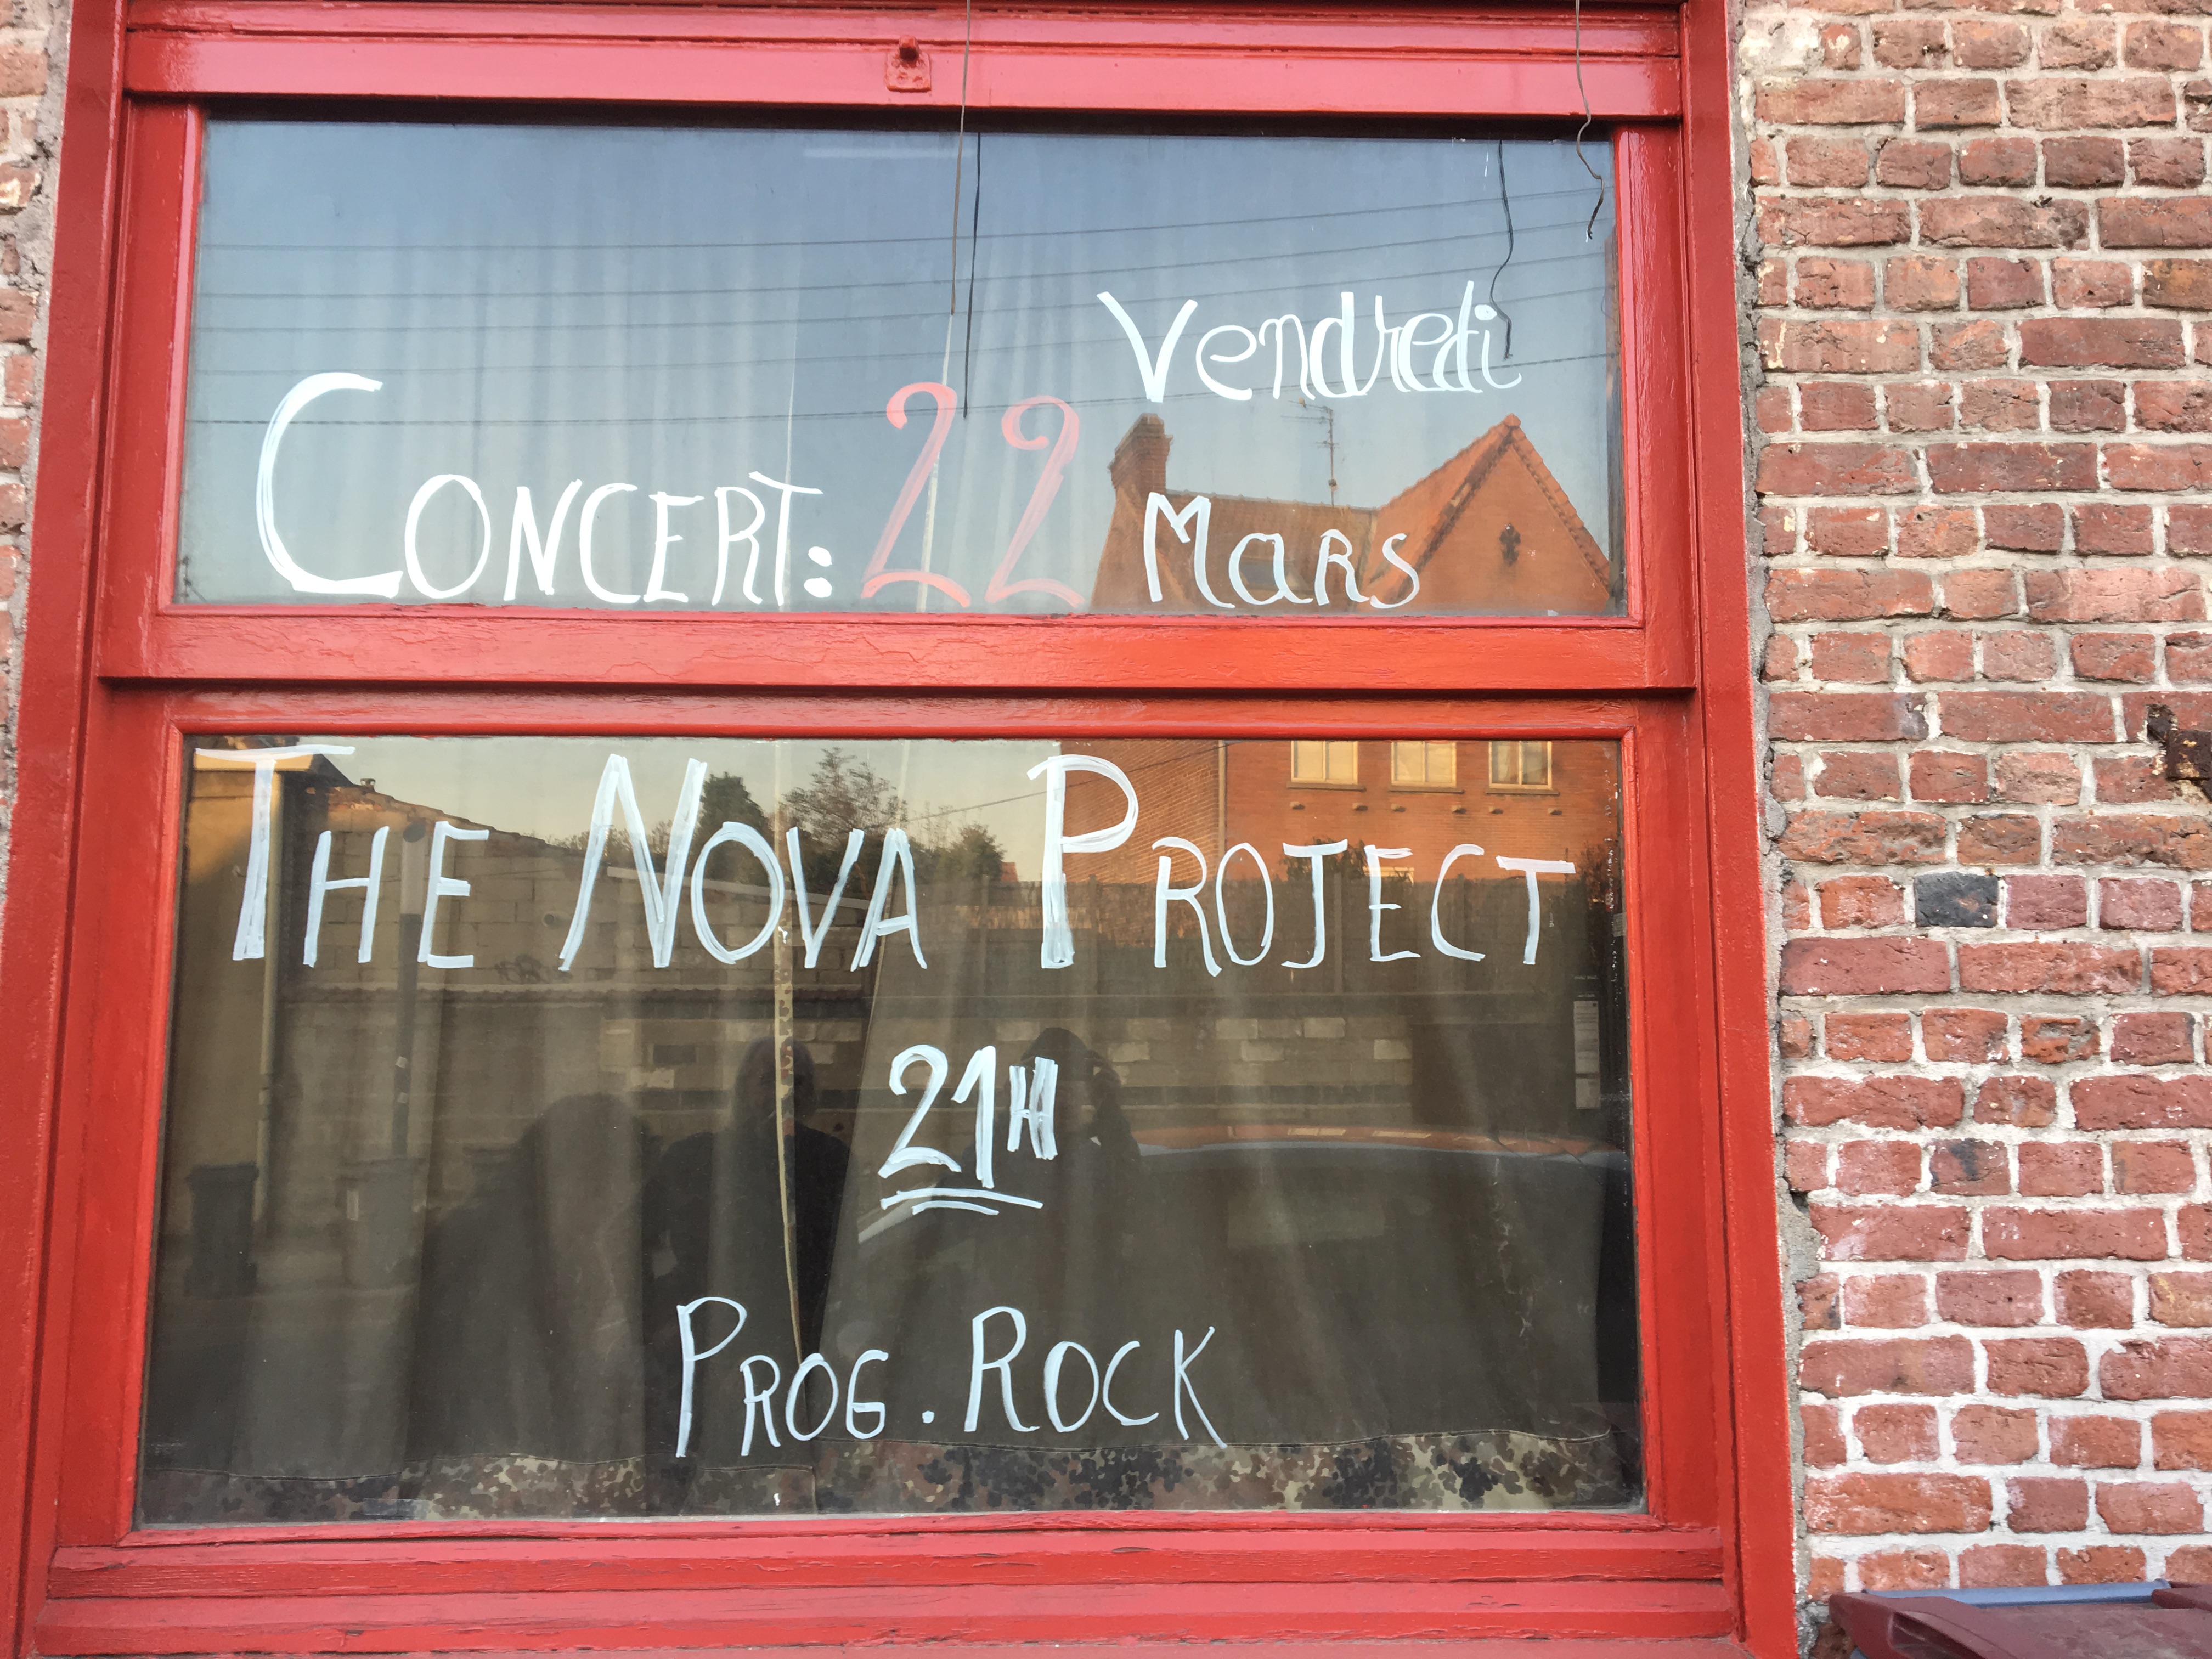 Vendredi
CONCERT: 22 Mars
THE NOVA PROJECT
21H
PROG. ROCK